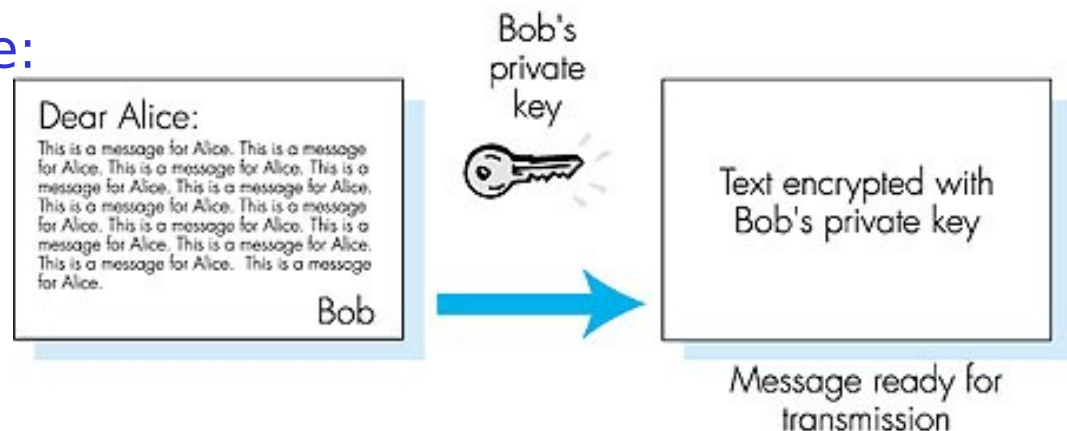 e:
Bob's
private
key
Dear Alice:
This is a message for Alice. This is a message
for Alice. This is a message for Alice. This is a
message for Alice. This is a message for Alice.
This is a message for Alice. This is a message
for Alice. This is a message for Alice. This is a
message for Alice. This is a message for Alice.
This is a message for Alice.  This is a message
for Alice.
Bob
Text encrypted with
Bob's private key
Message ready for
transmission